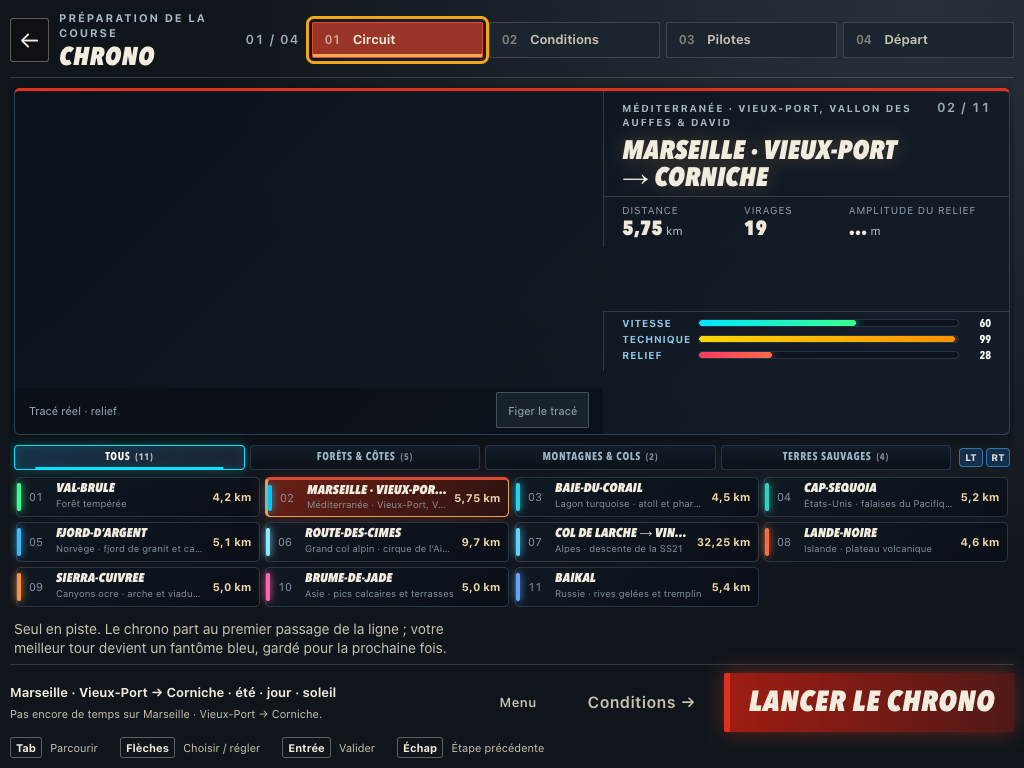 PRÉPARATION DE LA
COURSE
CHRONO
01 / 04
01 Circuit
02 Conditions
03 Pilotes
04 Départ
MÉDITERRANÉE · VIEUX-PORT, VALLON DES
AUFFES & DAVID
02 / 11
MARSEILLE · VIEUX-PORT
→ CORNICHE
DISTANCE
5,75 km
VIRAGES
19
AMPLITUDE DU RELIEF
... m
VITESSE 60
TECHNIQUE 99
RELIEF 28
Tracé réel · relief
Figer le tracé
TOUS (11)
FORÊTS & CÔTES (5)
MONTAGNES & COLS (2)
TERRES SAUVAGES (4)
LT RT
01 VAL-BRULE 4,2 km
Forêt tempérée
02 MARSEILLE · VIEUX-POR... 5,75 km
Méditerranée · Vieux-Port, V...
03 BAIE-DU-CORAIL 4,5 km
Lagon turquoise · atoll et phar...
04 CAP-SEQUOIA 5,2 km
États-Unis · falaises du Pacifiq...
05 FJORD-D'ARGENT 5,1 km
Norvège · fjord de granit et ca...
06 ROUTE-DES-CIMES 9,7 km
Grand col alpin · cirque de l'Ai...
07 COL DE LARCHE → VIN... 32,25 km
Alpes · descente de la SS21
08 LANDE-NOIRE 4,6 km
Islande · plateau volcanique
09 SIERRA-CUIVREE 5,0 km
Canyons ocre · arche et viadu...
10 BRUME-DE-JADE 5,0 km
Asie · pics calcaires et terrasses
11 BAIKAL 5,4 km
Russie · rives gelées et tremplin
Seul en piste. Le chrono part au premier passage de la ligne ; votre
meilleur tour devient un fantôme bleu, gardé pour la prochaine fois.
Marseille · Vieux-Port → Corniche · été · jour · soleil
Pas encore de temps sur Marseille · Vieux-Port → Corniche.
Menu
Conditions →
LANCER LE CHRONO
Tab Parcourir
Flèches Choisir / régler
Entrée Valider
Échap Étape précédente